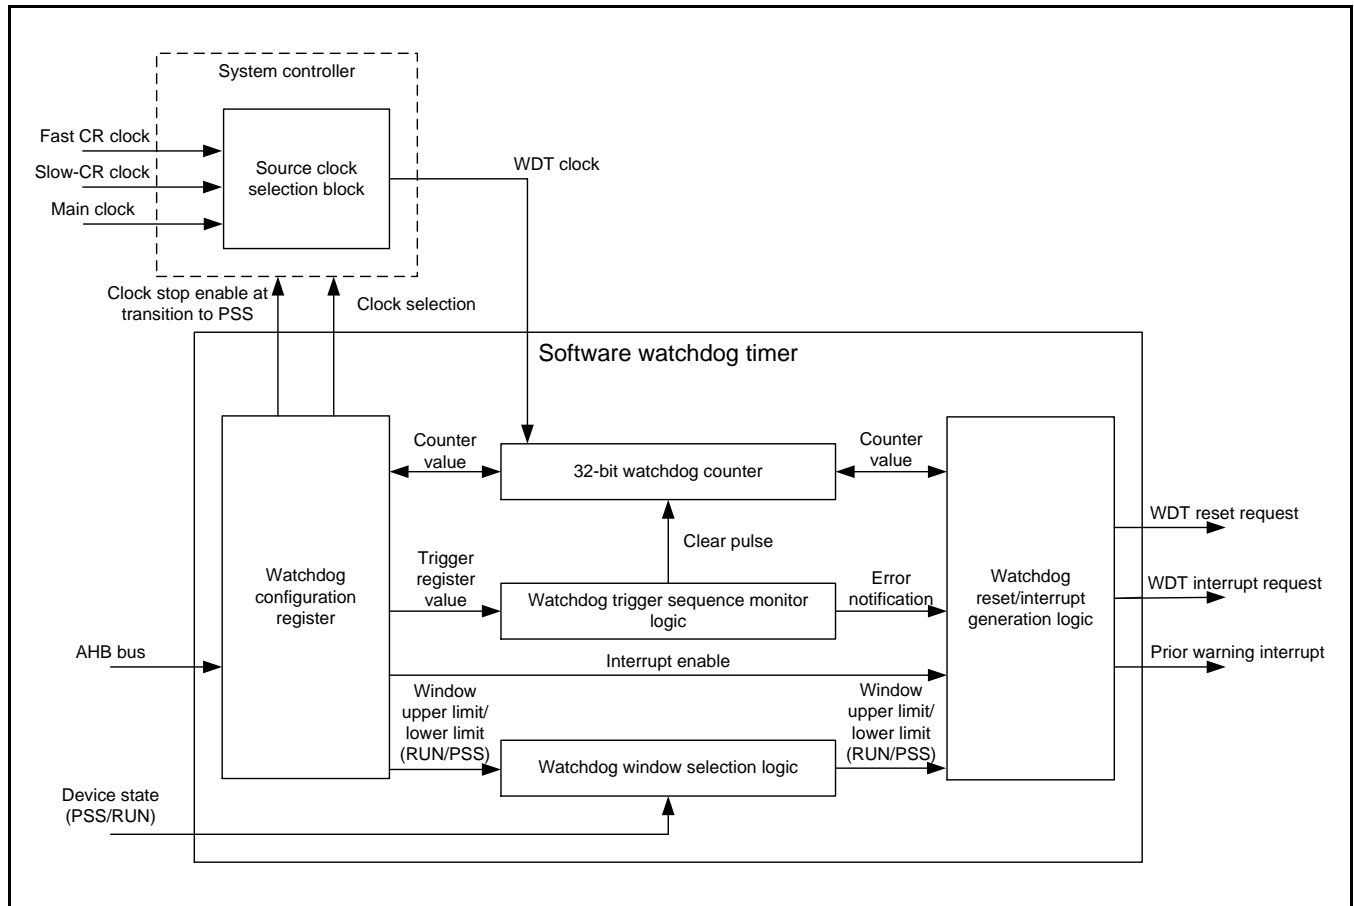 System controller
Fast CR clock
Slow-CR clock
Main clock
Source clock
selection block
WDT clock
Clock stop enable at
transition to PSS
Clock selection
Software watchdog timer
Counter
value
32-bit watchdog counter
Counter
value
Clear pulse
WDT reset request
Watchdog
configuration
register
Trigger
register
value
Watchdog trigger sequence monitor
logic
Error
notification
Watchdog
reset/interrupt
generation logic
WDT interrupt request
AHB bus
Interrupt enable
Prior warning interrupt
Window
upper limit/
lower limit
(RUN/PSS)
Watchdog window selection logic
Window
upper limit/
lower limit
(RUN/PSS)
Device state
(PSS/RUN)